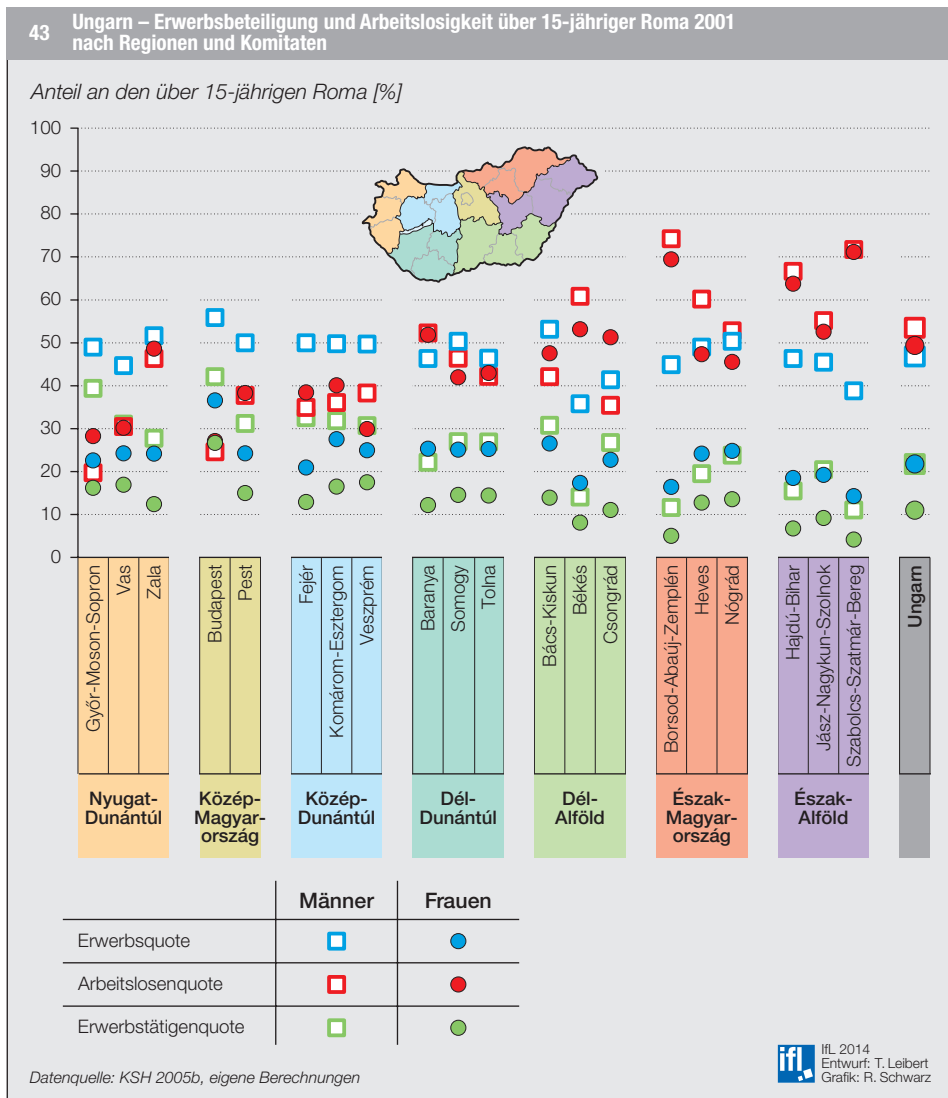 43
Ungarn – Erwerbsbeteiligung und Arbeitslosigkeit über 15-jähriger Roma 2001
nach Regionen und Komitaten
Anteil an den über 15-jährigen Roma [%]
100
90
80
70
60
50
40
30
20
10
0
Győr-Moson-Sopron
Vas
Zala
Budapest
Pest
Fejér
Komárom-Esztergom
Veszprém
Baranya
Somogy
Tolna
Bács-Kiskun
Békés
Csongrád
Borsod-Abaúj-Zemplén
Heves
Nógrád
Hajdú-Bihar
Jász-Nagykun-Szolnok
Szabolcs-Szatmár-Bereg
Ungarn
Nyugat-
Dunántúl
Közép-
Magyar-
ország
Közép-
Dunántúl
Dél-
Dunántúl
Dél-
Alföld
Észak-
Magyar-
ország
Észak-
Alföld
Männer Frauen
Erwerbsquote
Arbeitslosenquote
Erwerbstätigenquote
Datenquelle: KSH 2005b, eigene Berechnungen
ifl
IfL 2014
Entwurf: T. Leibert
Grafik: R. Schwarz